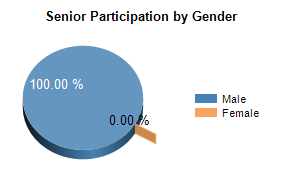 Senior Participation by Gender
100.00 %
0.00 %
Male
Female